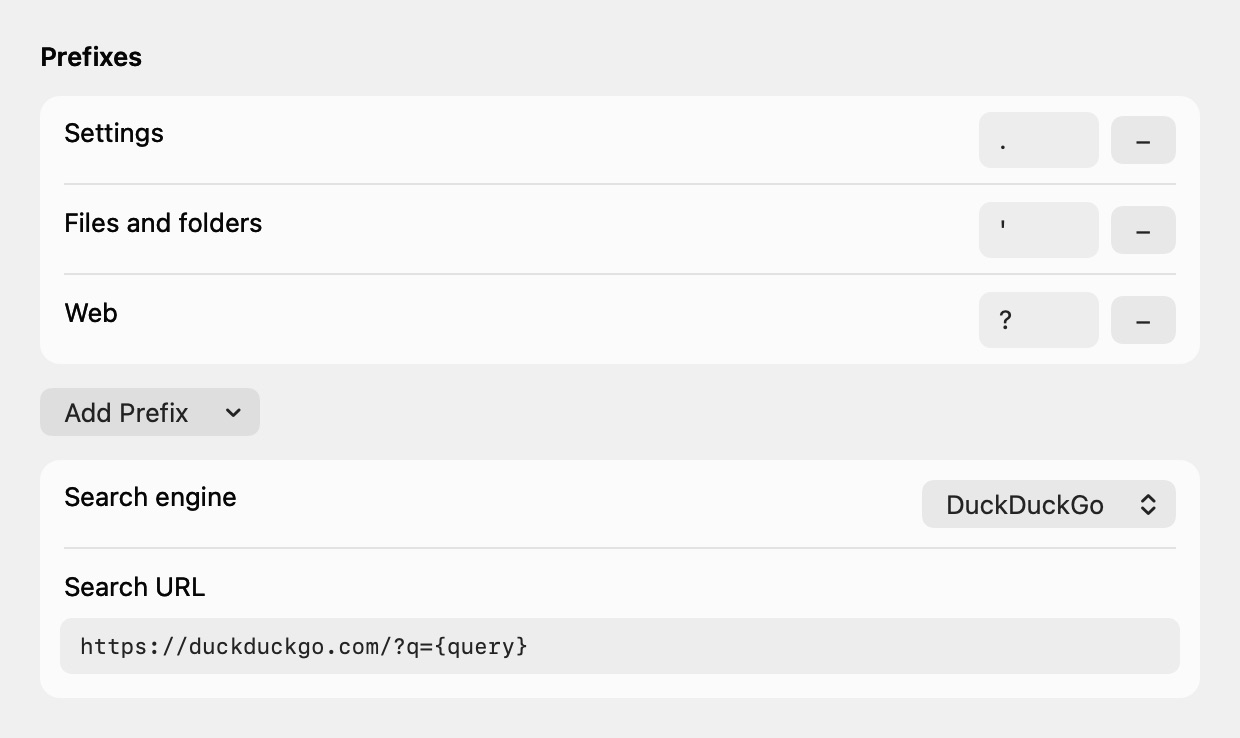 Prefixes
Settings . –
Files and folders ' –
Web ? –
Add Prefix
Search engine DuckDuckGo
Search URL
https://duckduckgo.com/?q={query}